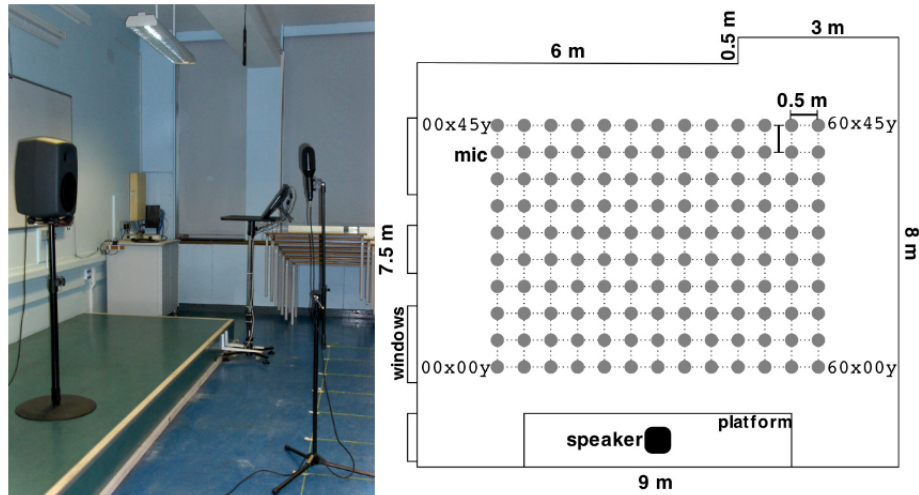 6 m
0.5 m
3 m
0.5 m
00x45y
60x45y
mic
7.5 m
8 m
windows
00x00y
60x00y
platform
speaker
9 m